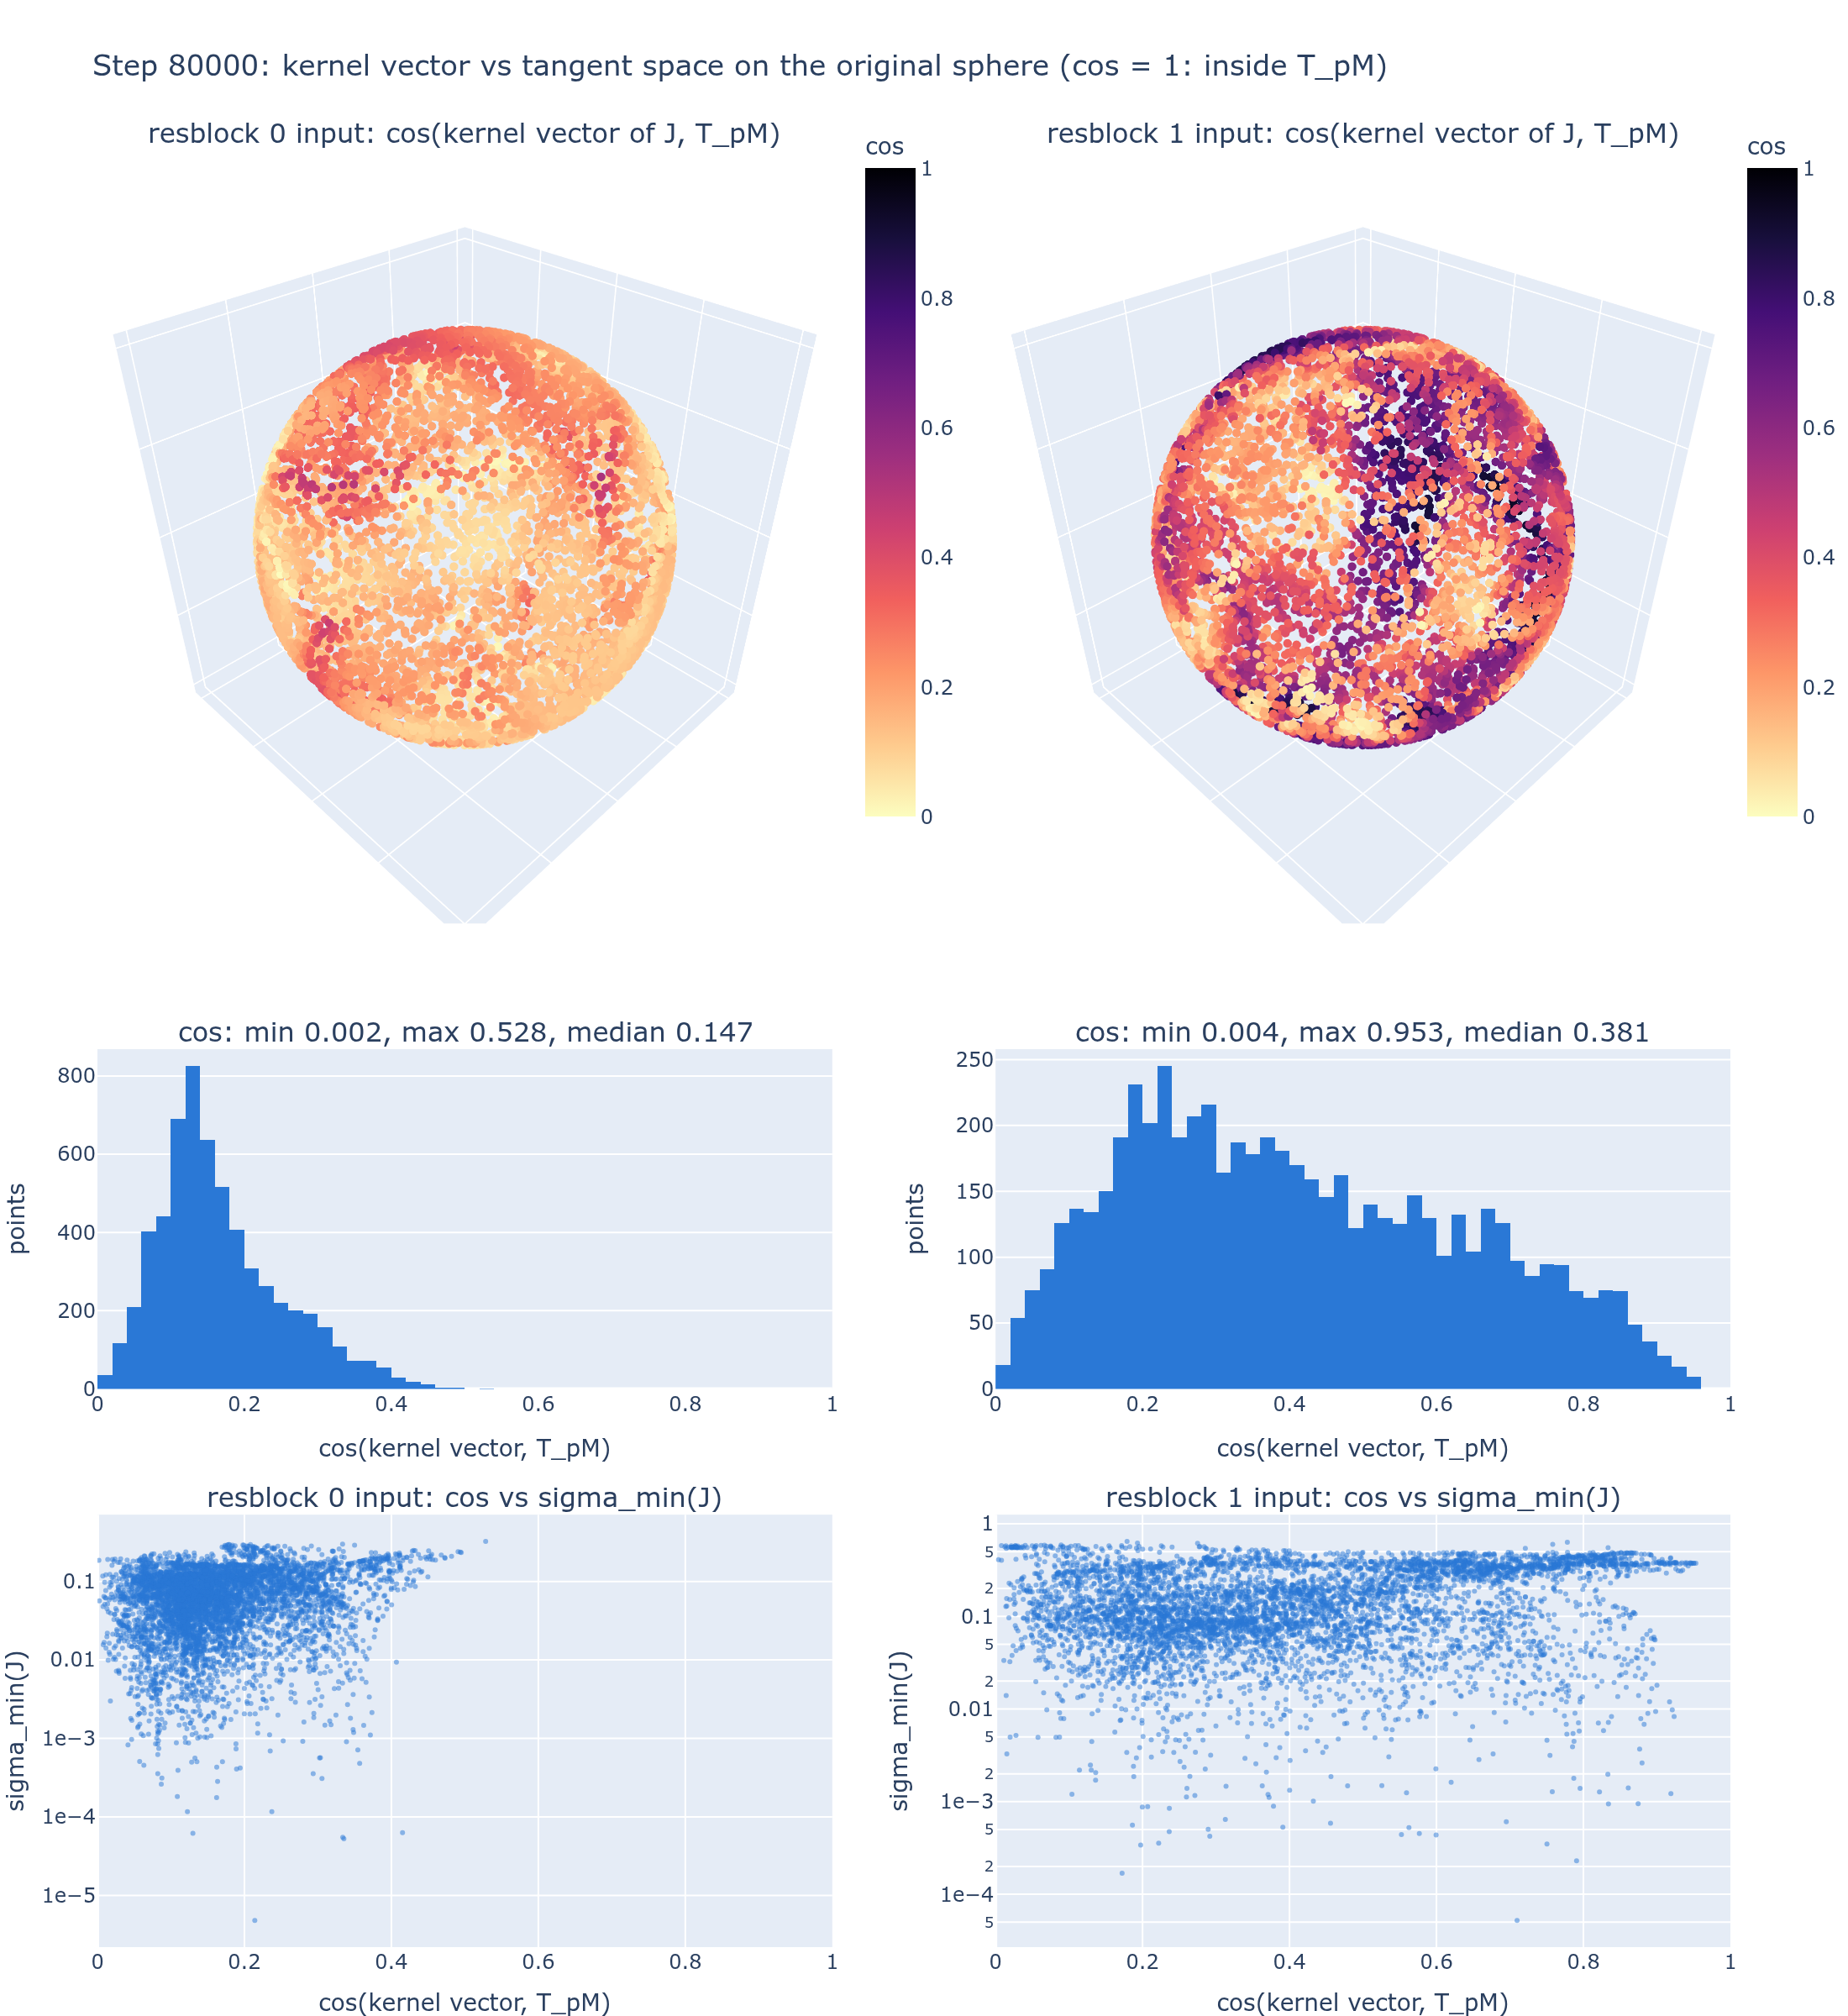 Step 80000: kernel vector vs tangent space on the original sphere (cos = 1: inside T_pM)
resblock 0 input: cos(kernel vector of J, T_pM)
cos
1
0.8
0.6
0.4
0.2
0
resblock 1 input: cos(kernel vector of J, T_pM)
cos
1
0.8
0.6
0.4
0.2
0
cos: min 0.002, max 0.528, median 0.147
points
800
600
400
200
0
0 0.2 0.4 0.6 0.8 1
cos(kernel vector, T_pM)
cos: min 0.004, max 0.953, median 0.381
points
250
200
150
100
50
0
0 0.2 0.4 0.6 0.8 1
cos(kernel vector, T_pM)
resblock 0 input: cos vs sigma_min(J)
sigma_min(J)
0.1
0.01
1e−3
1e−4
1e−5
0 0.2 0.4 0.6 0.8 1
cos(kernel vector, T_pM)
resblock 1 input: cos vs sigma_min(J)
sigma_min(J)
1
5
2
0.1
5
2
0.01
5
2
1e−3
5
2
1e−4
5
0 0.2 0.4 0.6 0.8 1
cos(kernel vector, T_pM)